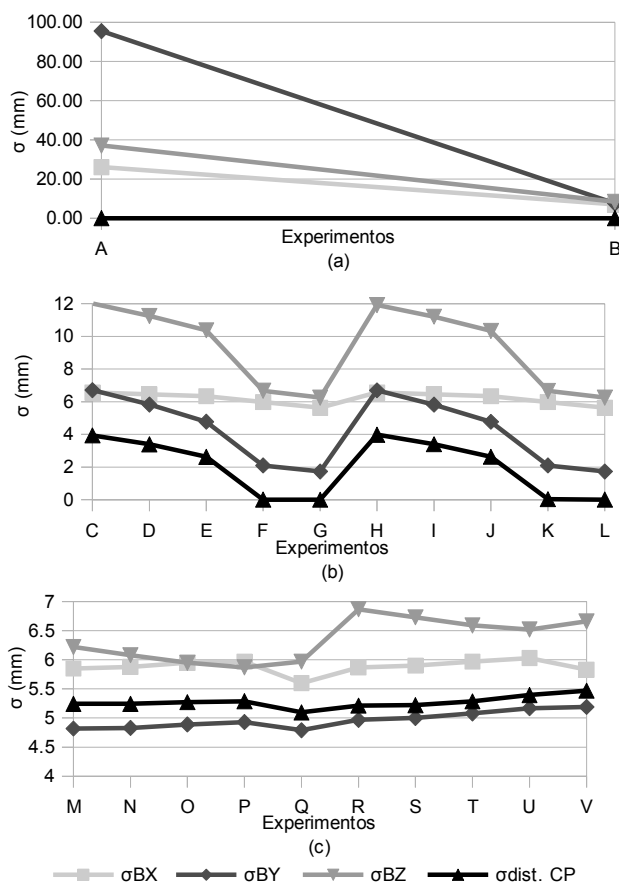 100.00
80.00
60.00
40.00
20.00
0.00
σ (mm)
A
B
Experimentos
(a)
12
10
8
6
4
2
0
σ (mm)
C D E F G H I J K L
Experimentos
(b)
7
6.5
6
5.5
5
4.5
4
σ (mm)
M N O P Q R S T U V
Experimentos
(c)
σBX σBY σBZ σdist. CP